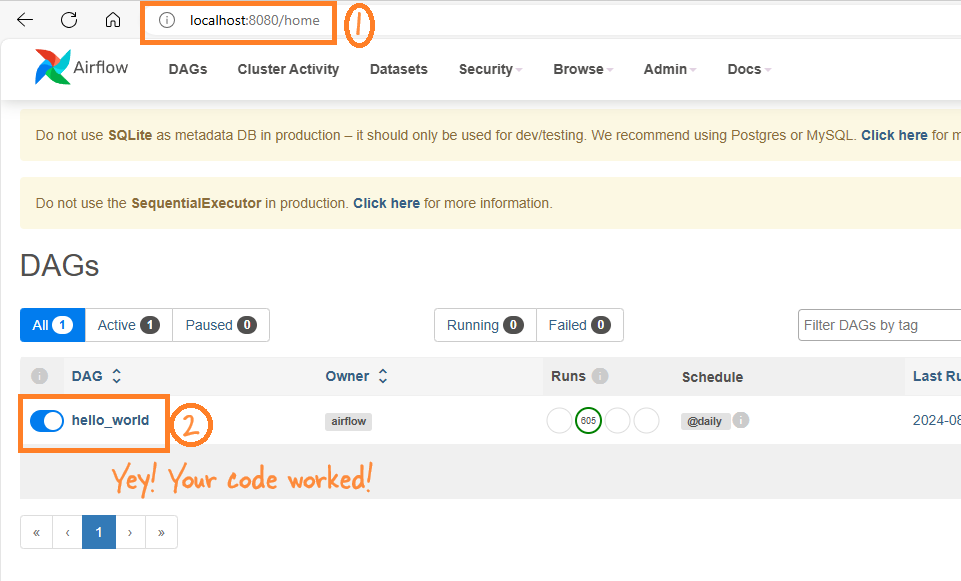 localhost:8080/home
1
Airflow
DAGs Cluster Activity Datasets Security Browse Admin Docs
Do not use SQLite as metadata DB in production – it should only be used for dev/testing. We recommend using Postgres or MySQL. Click here for m
Do not use the SequentialExecutor in production. Click here for more information.
DAGs
All 1 Active 1 Paused 0 Running 0 Failed 0 Filter DAGs by tag
i DAG Owner Runs i Schedule Last Ru
hello_world airflow 605 @daily i 2024-08
2
Yey! Your code worked!
« ‹ 1 › »